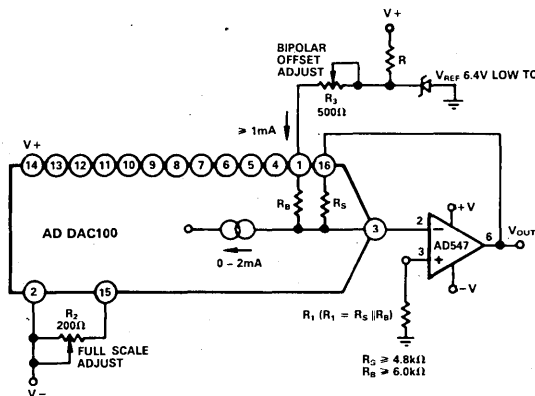 V+
BIPOLAR
OFFSET
ADJUST
R
VREF 6.4V LOW TC
R3
500Ω
≥ 1mA
V+
14 13 12 11 10 9 8 7 6 5 4 1 16
RB
RS
AD DAC100
0 – 2mA
3
2
+V
AD547
6
VOUT
3
–V
2
15
R2
200Ω
FULL SCALE
ADJUST
V–
R1 (R1 = RS ∥ RB)
RS ≥ 4.8kΩ
RB ≥ 6.0kΩ